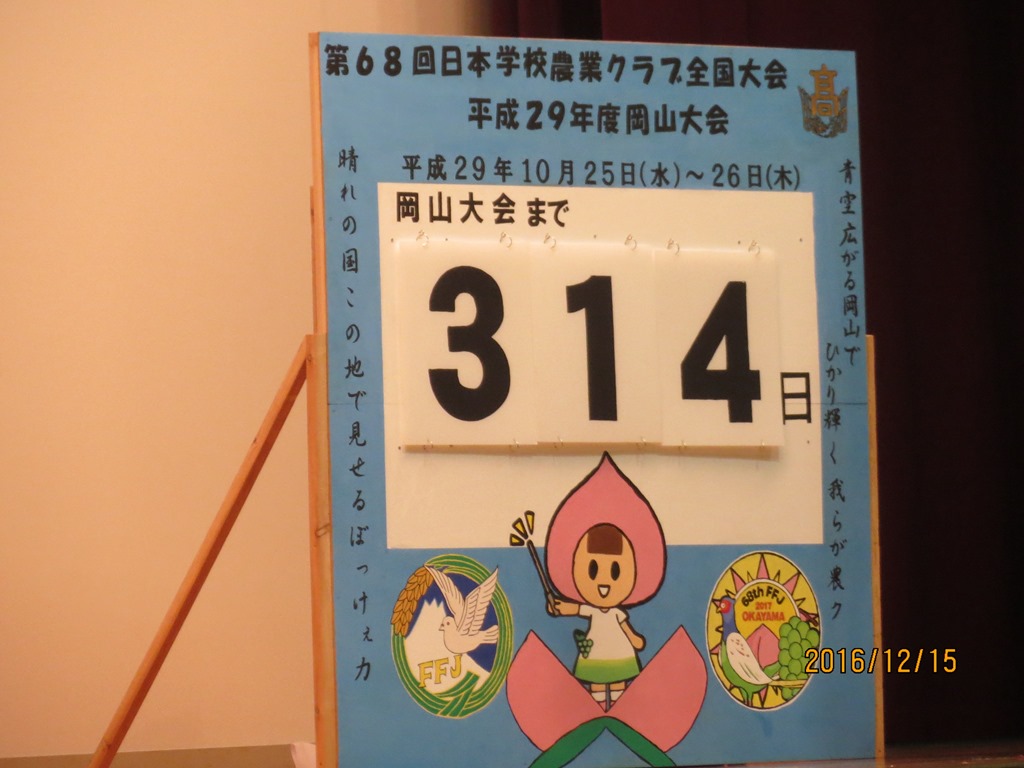 第68回日本学校農業クラブ全国大会
平成29年度岡山大会
平成29年10月25日(水)～26日(木)
青空広がる岡山で
ひかり輝く我らが農ク
晴れの国この地で見せるぼっけぇ力
岡山大会まで
314日
高
FFJ
68th FFJ
2017
OKAYAMA
2016/12/15